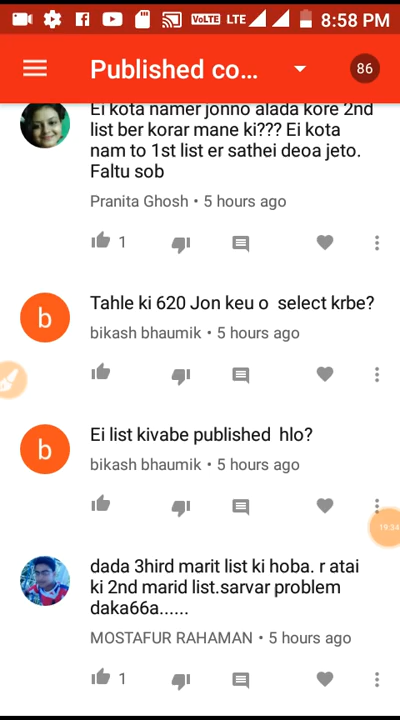 VoLTE LTE 8:58 PM
Published co... 86
Ei kota namer jonno alada kore 2nd
list ber korar mane ki??? Ei kota
nam to 1st list er sathei deoa jeto.
Faltu sob
Pranita Ghosh • 5 hours ago
1
b
Tahle ki 620 Jon keu o select krbe?
bikash bhaumik • 5 hours ago
b
Ei list kivabe published hlo?
bikash bhaumik • 5 hours ago
19:34
dada 3hird marit list ki hoba. r atai
ki 2nd marid list.sarvar problem
daka66a......
MOSTAFUR RAHAMAN • 5 hours ago
1